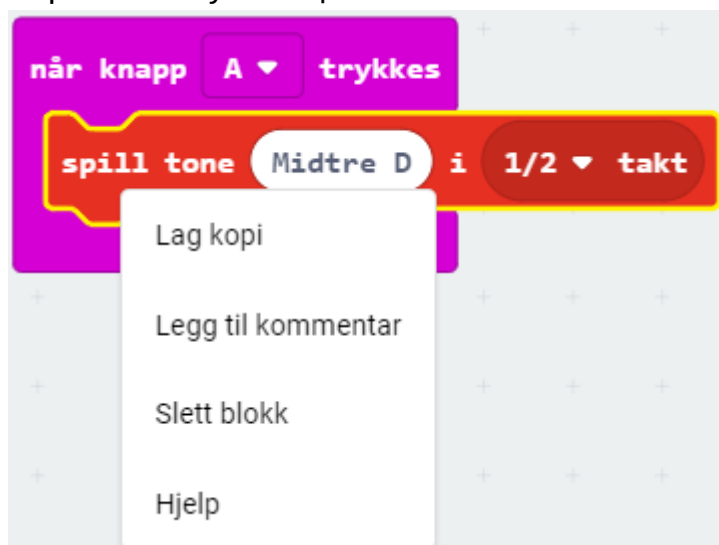 når knapp A trykkes
spill tone Midtre D i 1/2 takt
Lag kopi
Legg til kommentar
Slett blokk
Hjelp